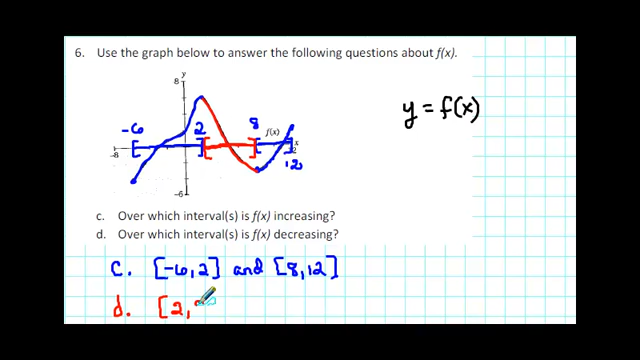 6. Use the graph below to answer the following questions about f(x).
y = f(x)
y
8
-6 2 8
f(x)
x
-8
12
-6
c. Over which interval(s) is f(x) increasing?
d. Over which interval(s) is f(x) decreasing?
c. [-6,2] and [8,12]
d. [2,